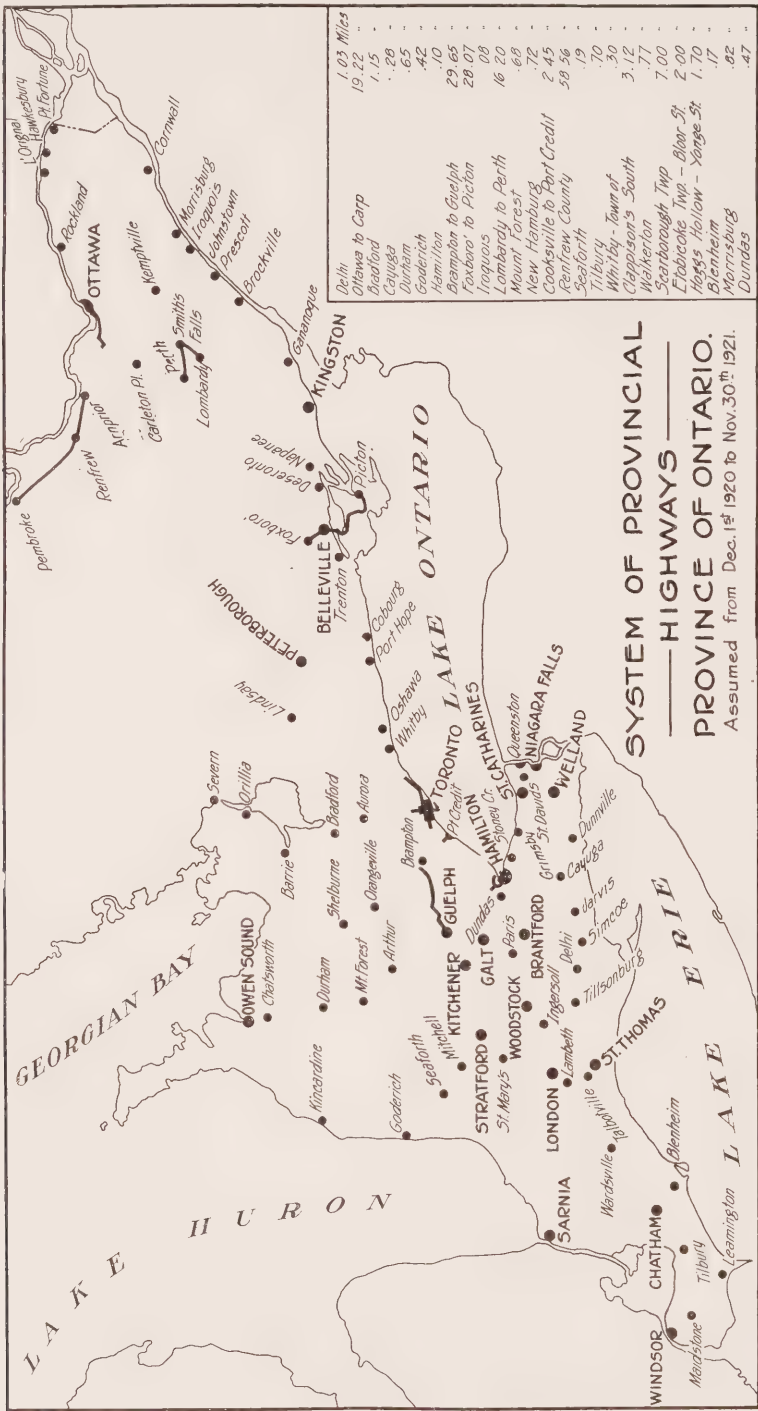 SYSTEM OF PROVINCIAL
HIGHWAYS
PROVINCE OF ONTARIO.
Assumed from Dec. 1st 1920 to Nov. 30th 1921.
Delhi 1.03 Miles
Ottawa to Carp 19.22 "
Bradford 1.15 "
Cayuga .28 "
Durham .65 "
Goderich .42 "
Hamilton .10 "
Brampton to Guelph 29.65 "
Foxboro' to Picton 28.07 "
Iroquois 08 "
Lombardy to Perth 16 20 "
Mount Forest .68 "
New Hamburg .72 "
Cooksville to Port Credit 2 45 "
Renfrew County 58 56 "
Seaforth .19 "
Tilbury .70 "
Whitby - Town of .30 "
Clappison's South 3.12 "
Walkerton .77 "
Scarborough Twp 7.00 "
Etobicoke Twp. - Bloor St. 2 00 "
Hoggs Hollow - Yonge St. 1.70 "
Blenheim .17 "
Morrisburg .82 "
Dundas .47 "
LAKE HURON
GEORGIAN BAY
LAKE ONTARIO
LAKE ERIE
Pembroke
Renfrew
Arnprior
OTTAWA
Rockland
L'Orignal
Hawkesbury
Pt. Fortune
Carleton Pl.
Perth
Smith's
Falls
Lombardy
Kemptville
Cornwall
Morrisburg
Iroquois
Johnstown
Prescott
Brockville
Gananoque
KINGSTON
Napanee
Deseronto
Picton
Foxboro'
BELLEVILLE
Trenton
PETERBOROUGH
Cobourg
Port Hope
Lindsay
Oshawa
Whitby
Severn
Orillia
Barrie
Bradford
Aurora
TORONTO
Pt Credit
Brampton
Shelburne
Orangeville
OWEN SOUND
Chatsworth
Durham
Mt Forest
Arthur
GUELPH
KITCHENER
GALT
Dundas
HAMILTON
Stoney Cr.
Grimsby
ST. CATHARINES
St. Davids
Queenston
NIAGARA FALLS
WELLAND
Dunnville
Cayuga
Jarvis
Simcoe
Delhi
Tillsonburg
Paris
BRANTFORD
WOODSTOCK
Ingersoll
Kincardine
Goderich
Seaforth
Mitchell
STRATFORD
St. Mary's
LONDON
Lambeth
ST. THOMAS
Talbotville
Wardsville
SARNIA
CHATHAM
Blenheim
Tilbury
Leamington
WINDSOR
Maidstone